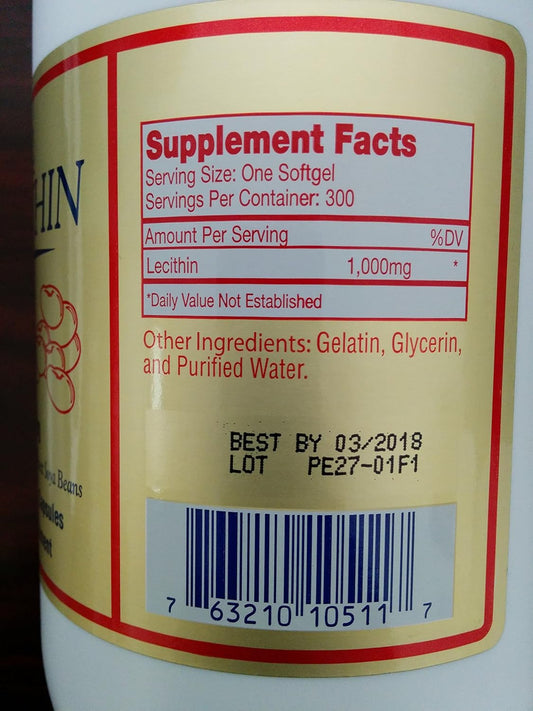 HIN
Beans
Supplement Facts
Serving Size: One Softgel
Servings Per Container: 300
Amount Per Serving %DV
Lecithin 1,000mg *
*Daily Value Not Established
Other Ingredients: Gelatin, Glycerin,
and Purified Water.
BEST BY 03/2018
LOT PE27-01F1
7 63210 10511 7